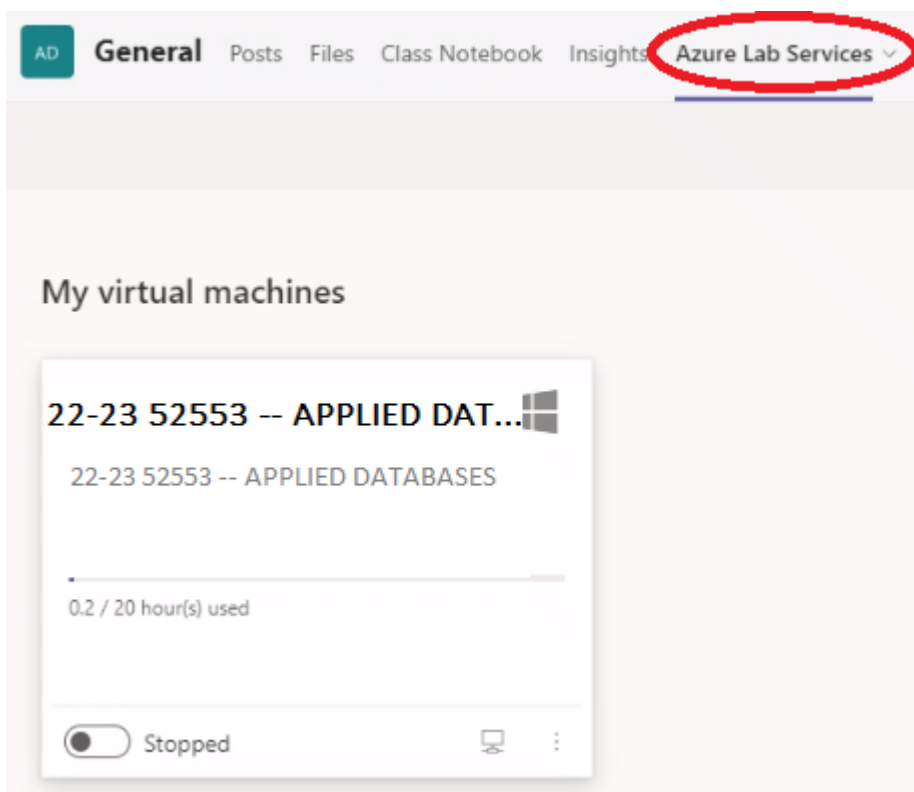 AD General Posts Files Class Notebook Insights Azure Lab Services
My virtual machines
22-23 52553 -- APPLIED DAT...
22-23 52553 -- APPLIED DATABASES
0.2 / 20 hour(s) used
Stopped